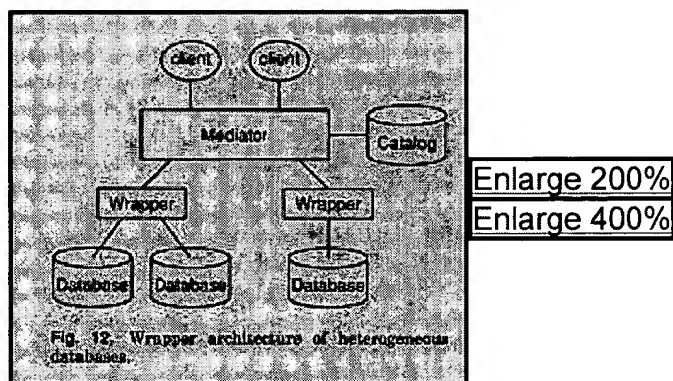 client client
Mediator
Catalog
Enlarge 200%
Wrapper Wrapper
Enlarge 400%
Database Database Database
Fig. 12. Wrapper architecture of heterogeneous
databases.